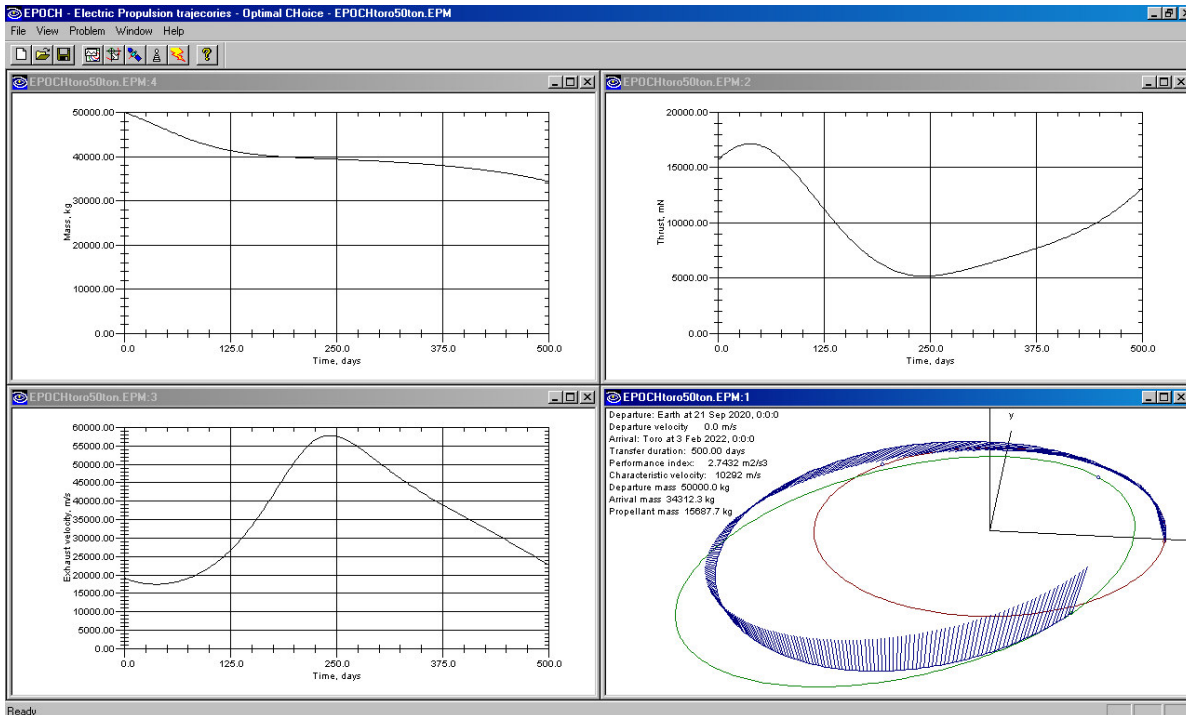 EPOCH - Electric Propulsion trajecories - Optimal CHoice - EPOCHtoro50ton.EPM
File View Problem Window Help
EPOCHtoro50ton.EPM:4
50000.00
40000.00
30000.00
20000.00
10000.00
0.00
Mass, kg
0.0 125.0 250.0 375.0 500.0
Time, days
EPOCHtoro50ton.EPM:2
20000.00
15000.00
10000.00
5000.00
0.00
Thrust, mN
0.0 125.0 250.0 375.0 500.0
Time, days
EPOCHtoro50ton.EPM:3
60000.00
55000.00
50000.00
45000.00
40000.00
35000.00
30000.00
25000.00
20000.00
15000.00
10000.00
5000.00
0.00
Exhaust velocity, m/s
0.0 125.0 250.0 375.0 500.0
Time, days
EPOCHtoro50ton.EPM:1
Departure: Earth at 21 Sep 2020, 0:0:0
Departure velocity 0.0 m/s
Arrival: Toro at 3 Feb 2022, 0:0:0
Transfer duration: 500.00 days
Performance index: 2.7432 m2/s3
Characteristic velocity: 10292 m/s
Departure mass 50000.0 kg
Arrival mass 34312.3 kg
Propellant mass 15687.7 kg
y
Ready